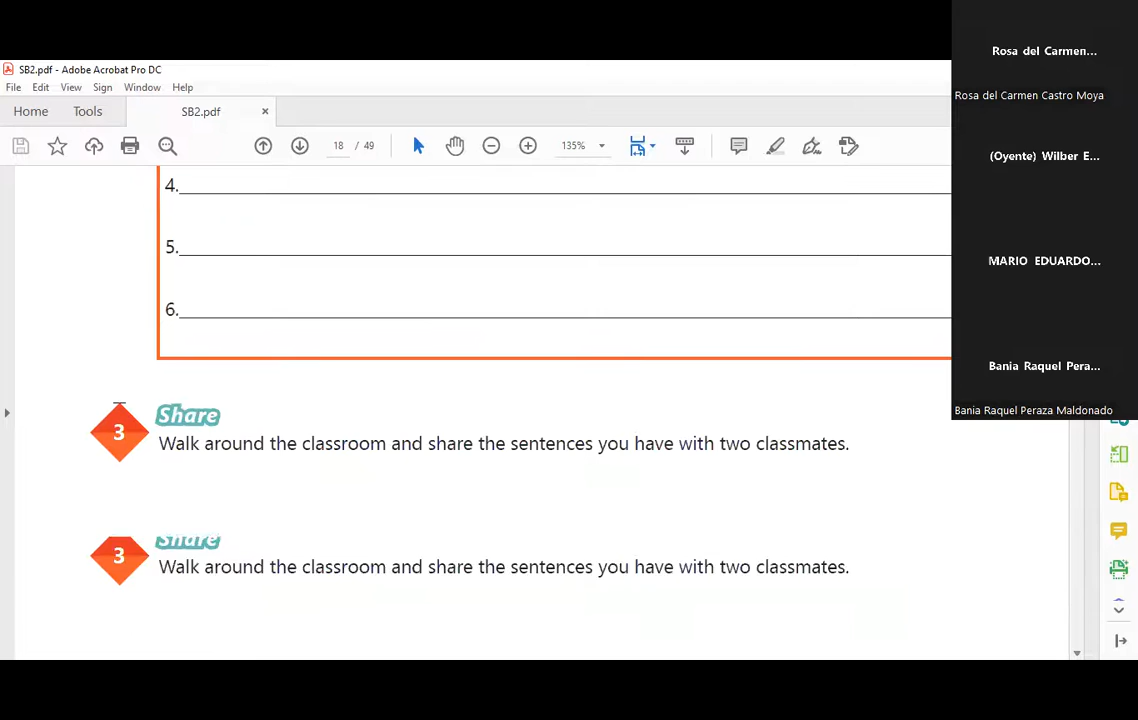 SB2.pdf - Adobe Acrobat Pro DC
File Edit View Sign Window Help
Home Tools SB2.pdf ×
18 / 49 135%
4.
5.
6.
3 Share
Walk around the classroom and share the sentences you have with two classmates.
3 Share
Walk around the classroom and share the sentences you have with two classmates.
Rosa del Carmen...
Rosa del Carmen Castro Moya
(Oyente) Wilber E...
MARIO EDUARDO...
Bania Raquel Pera...
Bania Raquel Peraza Maldonado